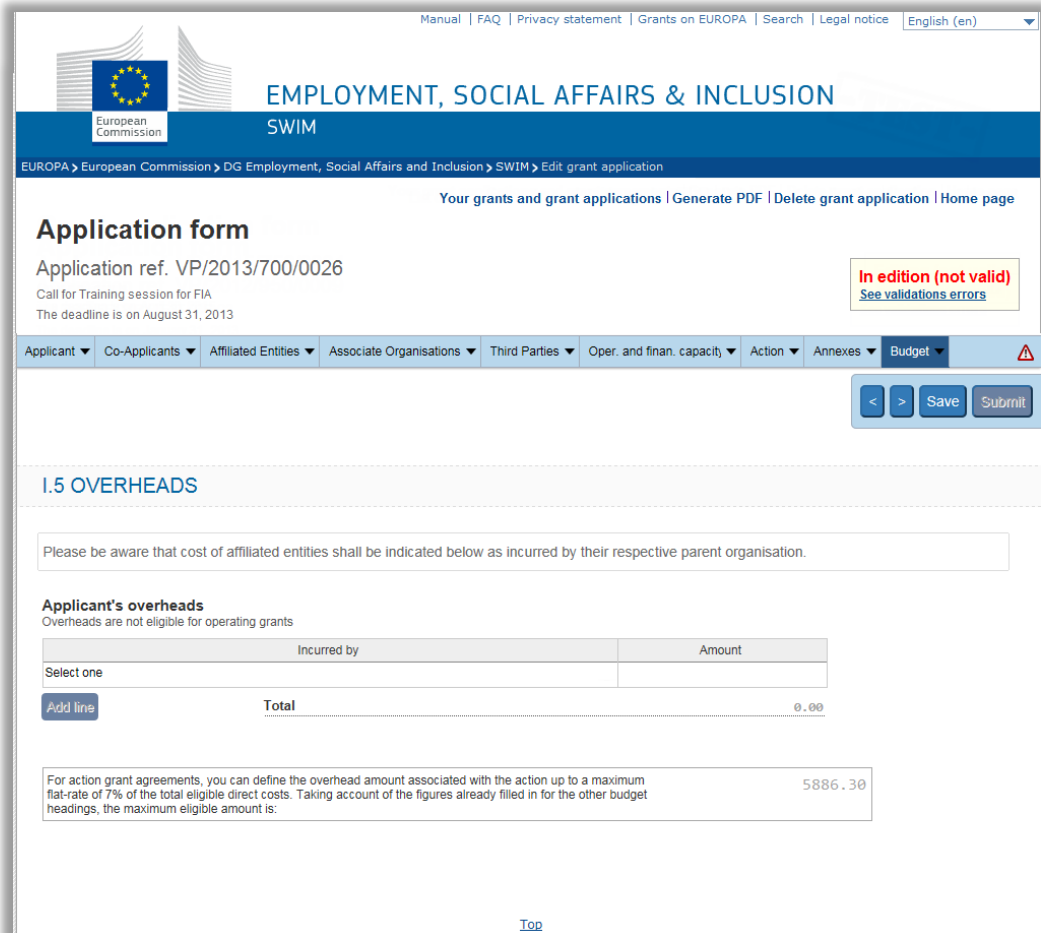 Manual | FAQ | Privacy statement | Grants on EUROPA | Search | Legal notice English (en)
European
Commission
EMPLOYMENT, SOCIAL AFFAIRS & INCLUSION
SWIM
EUROPA > European Commission > DG Employment, Social Affairs and Inclusion > SWIM > Edit grant application
Your grants and grant applications | Generate PDF | Delete grant application | Home page
Application form
Application ref. VP/2013/700/0026
Call for Training session for FIA
The deadline is on August 31, 2013
In edition (not valid)
See validations errors
Applicant Co-Applicants Affiliated Entities Associate Organisations Third Parties Oper. and finan. capacity Action Annexes Budget
< > Save Submit
I.5 OVERHEADS
Please be aware that cost of affiliated entities shall be indicated below as incurred by their respective parent organisation.
Applicant's overheads
Overheads are not eligible for operating grants
Incurred by Amount
Select one
Add line Total 0.00
For action grant agreements, you can define the overhead amount associated with the action up to a maximum 5886.30
flat-rate of 7% of the total eligible direct costs. Taking account of the figures already filled in for the other budget
headings, the maximum eligible amount is:
Top